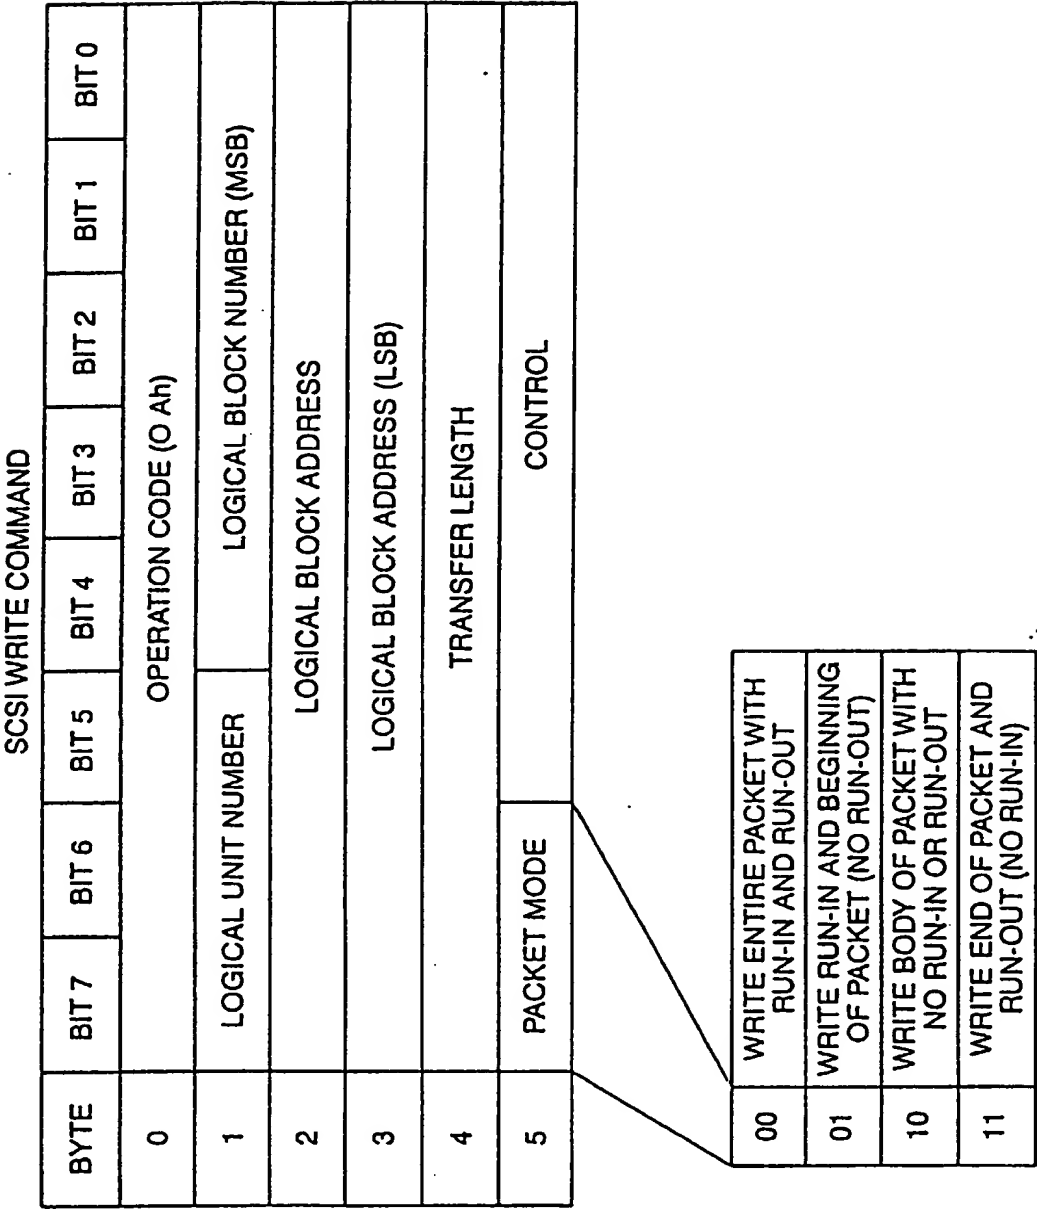 SCSI WRITE COMMAND
BYTE BIT 7 BIT 6 BIT 5 BIT 4 BIT 3 BIT 2 BIT 1 BIT 0
0 OPERATION CODE (O Ah)
1 LOGICAL UNIT NUMBER LOGICAL BLOCK NUMBER (MSB)
2 LOGICAL BLOCK ADDRESS
3 LOGICAL BLOCK ADDRESS (LSB)
4 TRANSFER LENGTH
5 PACKET MODE CONTROL
00 WRITE ENTIRE PACKET WITH
RUN-IN AND RUN-OUT
01 WRITE RUN-IN AND BEGINNING
OF PACKET (NO RUN-OUT)
10 WRITE BODY OF PACKET WITH
NO RUN-IN OR RUN-OUT
11 WRITE END OF PACKET AND
RUN-OUT (NO RUN-IN)